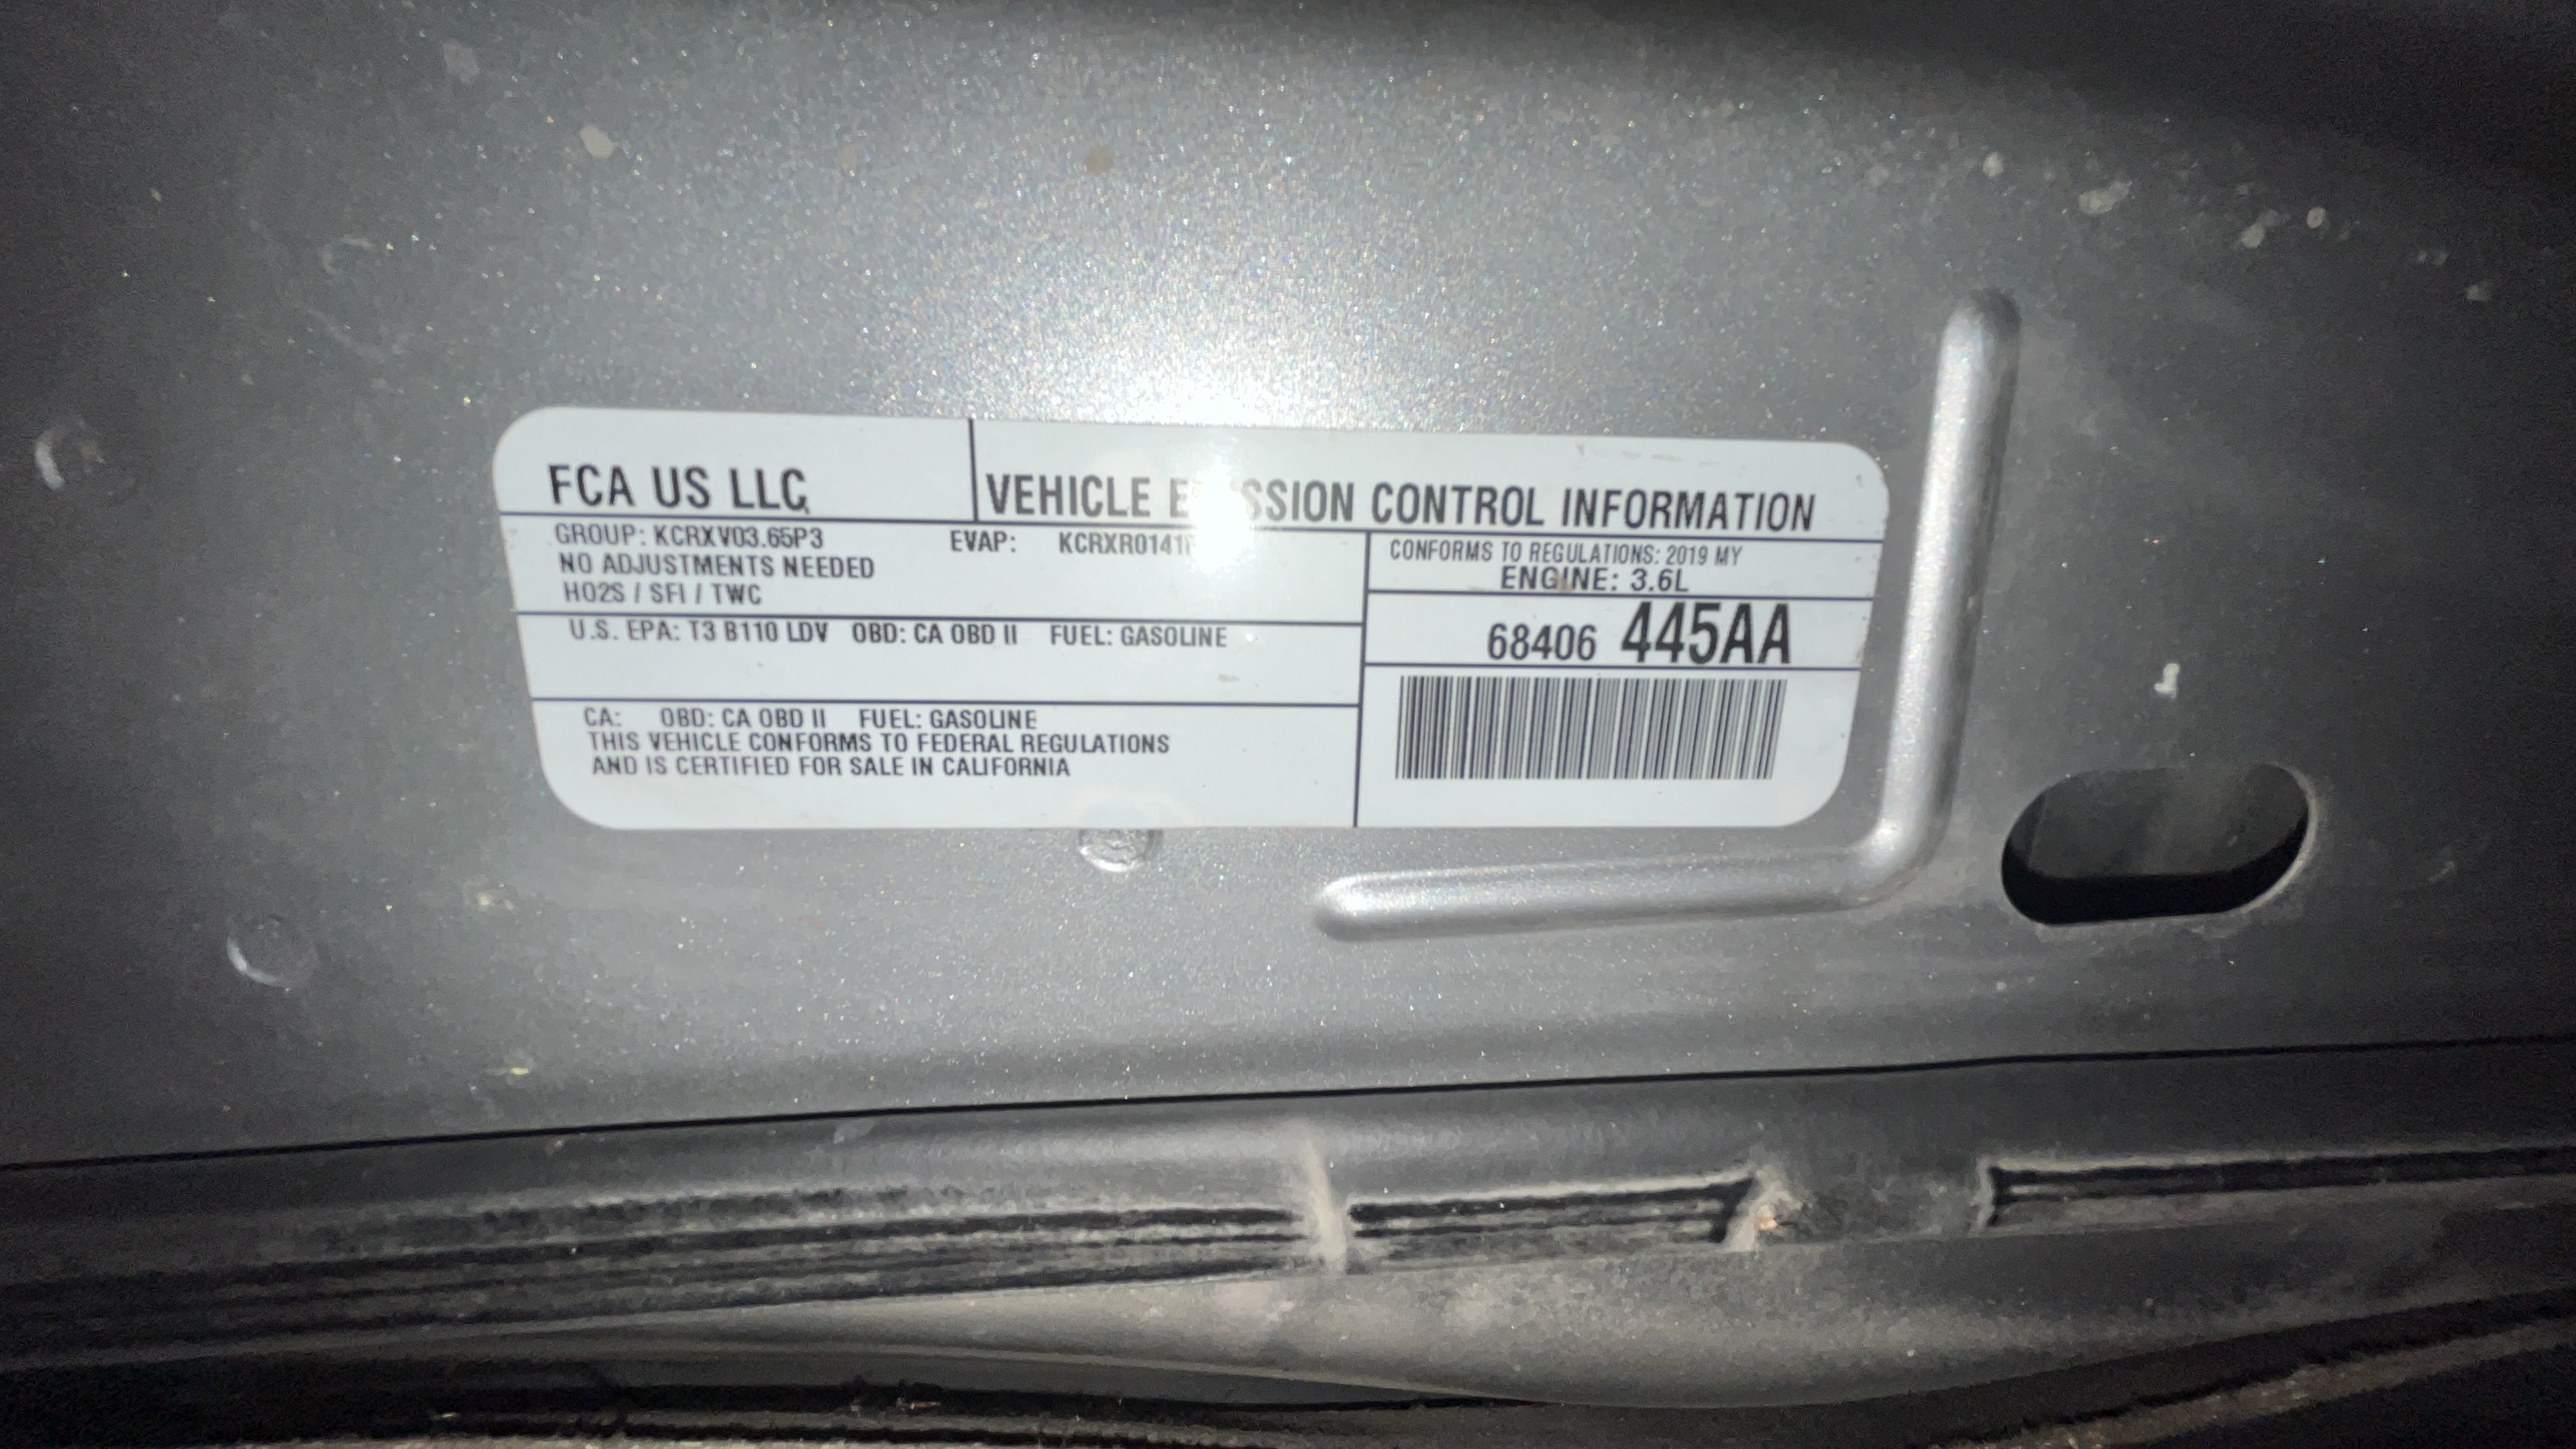 FCA US LLC
VEHICLE CONTROL INFORMATION
GROUP: KCRXV03.65P3 EVAP:
NO ADJUSTMENTS NEEDED
HO2S / SFI / TWC
CONFORMS TO REGULATIONS: 2019 MY
ENGINE: 3.6L
U.S. EPA: T3 B110 LDV OBD: CA OBD II FUEL: GASOLINE
68406 445AA
CA: OBD: CA OBD II FUEL: GASOLINE
THIS VEHICLE CONFORMS TO FEDERAL REGULATIONS
AND IS CERTIFIED FOR SALE IN CALIFORNIA